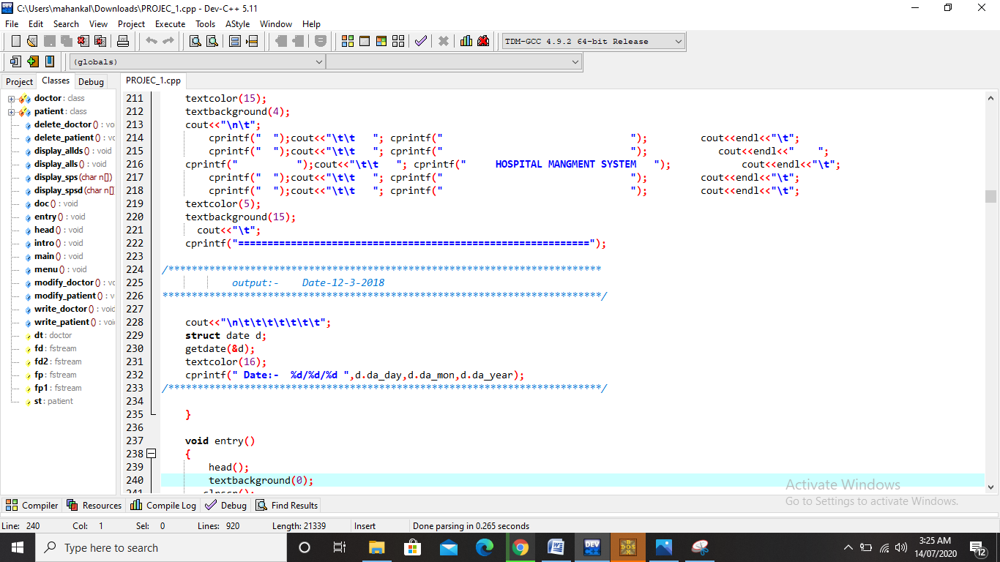 C:\Users\mahankal\Downloads\PROJEC_1.cpp - Dev-C++ 5.11
File Edit Search View Project Execute Tools AStyle Window Help
TDM-GCC 4.9.2 64-bit Release
(globals)
Project Classes Debug
PROJEC_1.cpp
doctor : class
patient : class
delete_doctor () : vo
delete_patient () : vo
display_allds () : void
display_alls () : void
display_sps (char n[])
display_spsd (char n[]
doc () : void
entry () : void
head () : void
intro () : void
main () : void
menu () : void
modify_doctor () : vo
modify_patient () : v
write_doctor () : voic
write_patient () : voi
dt : doctor
fd : fstream
fd2 : fstream
fp : fstream
fp1 : fstream
st : patient
211 textcolor(15);
212 textbackground(4);
213 cout<<"\n\t";
214 cprintf("  ");cout<<"\t\t   "; cprintf("                                ");         cout<<endl<<"\t";
215 cprintf("  ");cout<<"\t\t   "; cprintf("                                ");            cout<<endl<<"    ";
216 cprintf("          ");cout<<"\t\t   "; cprintf("     HOSPITAL MANGMENT SYSTEM   ");            cout<<endl<<"\t";
217 cprintf("  ");cout<<"\t\t   "; cprintf("                                ");         cout<<endl<<"\t";
218 cprintf("  ");cout<<"\t\t   "; cprintf("                                ");         cout<<endl<<"\t";
219 textcolor(5);
220 textbackground(15);
221 cout<<"\t";
222 cprintf("============================================================");
223
224 /**************************************************************************
225 output:-    Date-12-3-2018
226 ***************************************************************************/
227
228 cout<<"\n\t\t\t\t\t\t\t";
229 struct date d;
230 getdate(&d);
231 textcolor(16);
232 cprintf(" Date:-  %d/%d/%d ",d.da_day,d.da_mon,d.da_year);
233 /**************************************************************************/
234
235 }
236
237 void entry()
238 {
239 head();
240 textbackground(0);
241 clrscr();
Activate Windows
Go to Settings to activate Windows.
Compiler Resources Compile Log Debug Find Results
Line: 240 Col: 1 Sel: 0 Lines: 920 Length: 21339 Insert Done parsing in 0.265 seconds
Type here to search
DEV
DOS
3:25 AM
14/07/2020
12